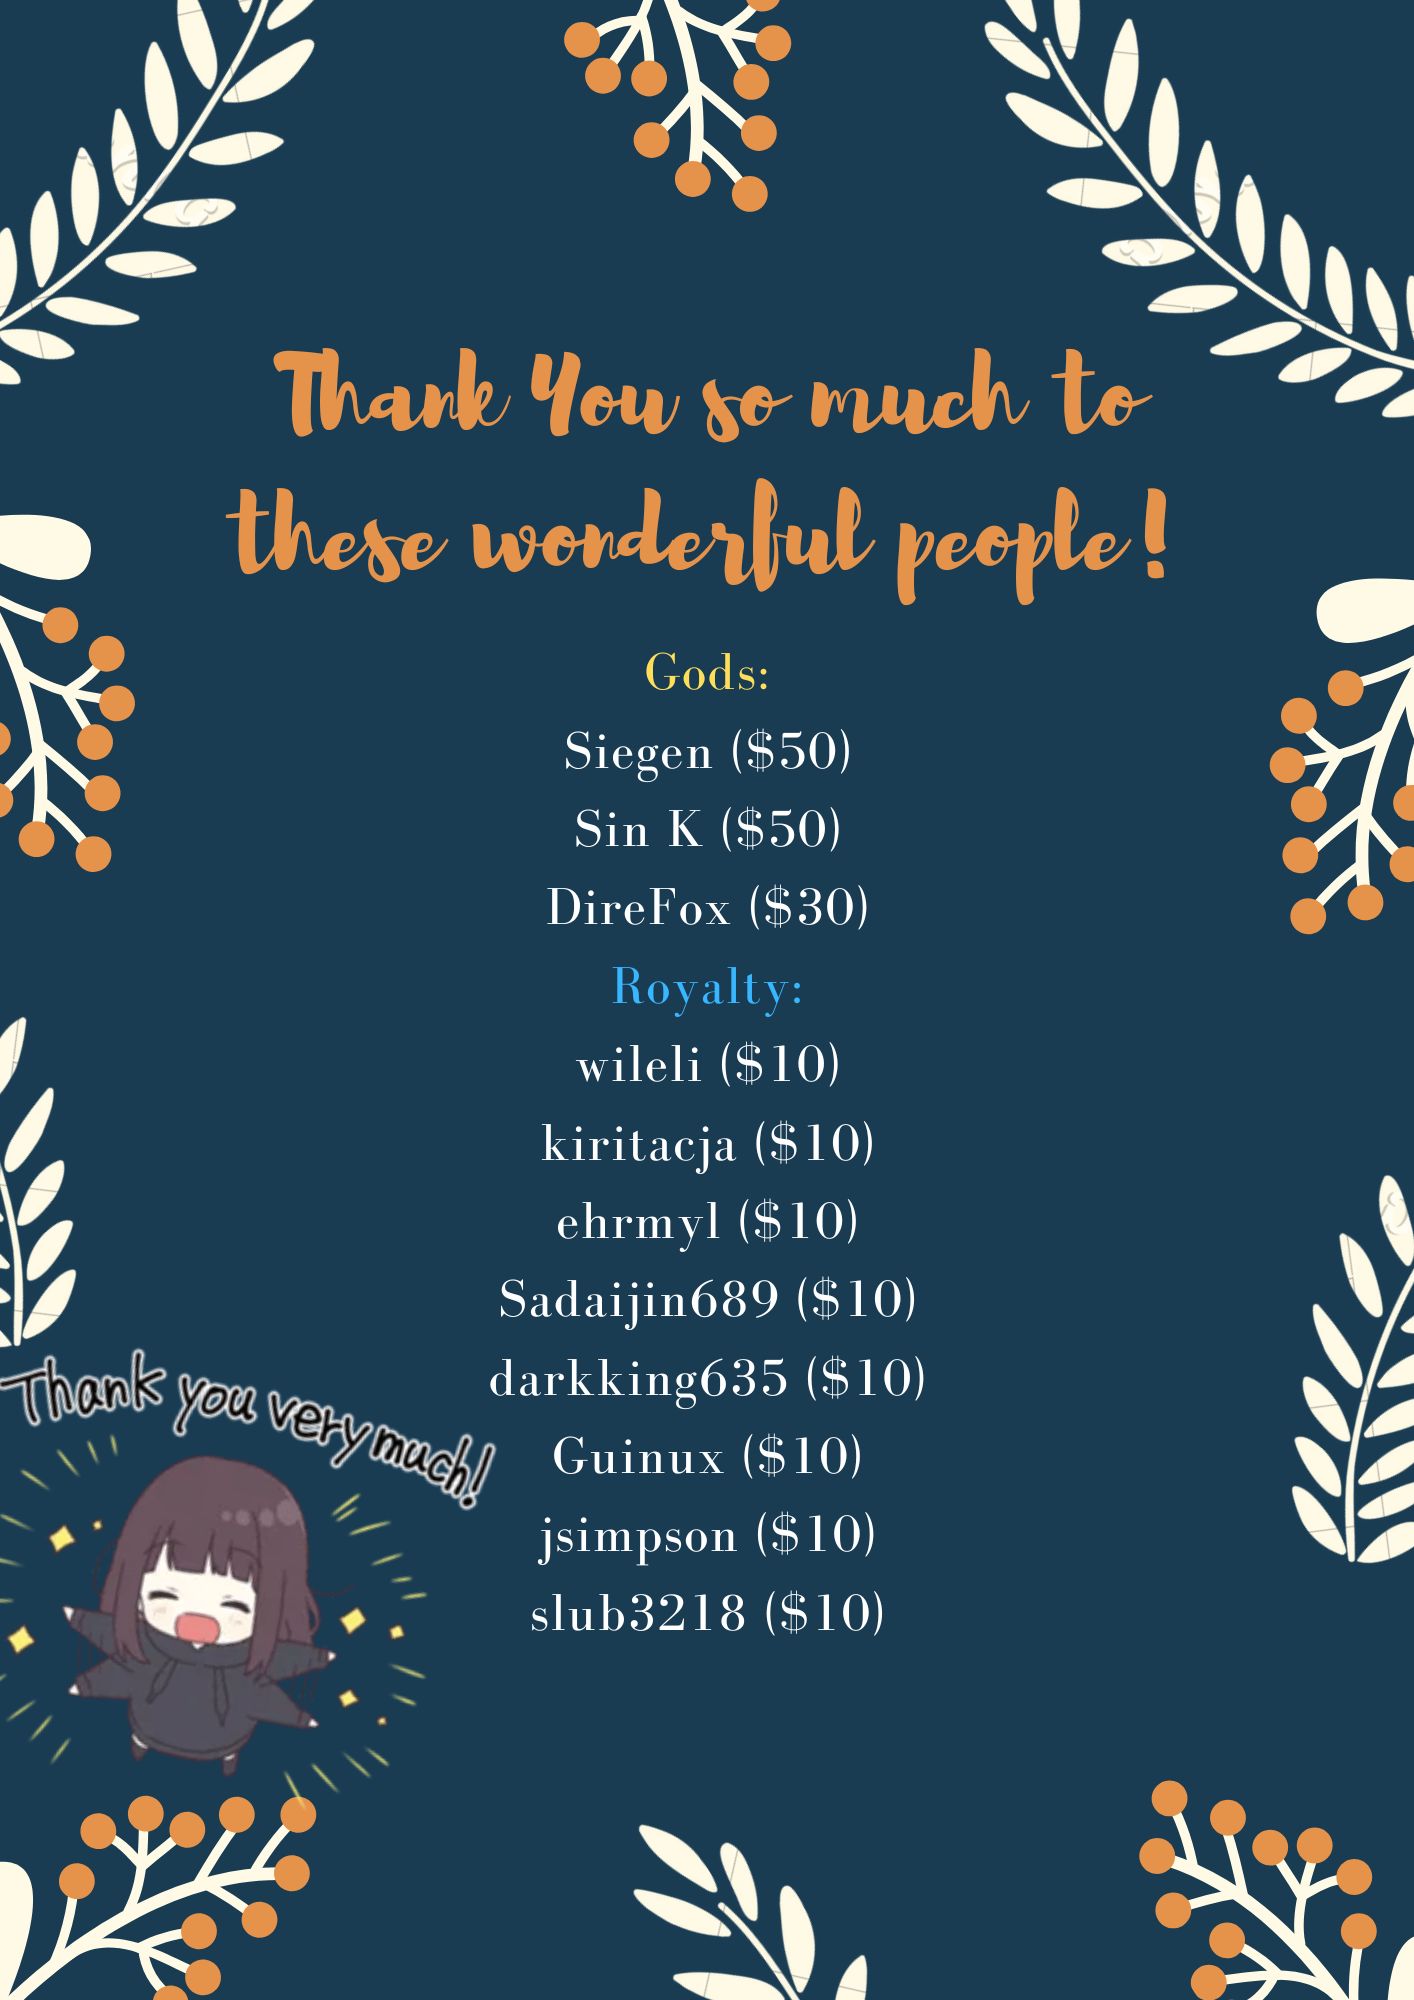 Thank You so much to
these wonderful people!
Gods:
Siegen ($50)
Sin K ($50)
DireFox ($30)
Royalty:
wileli ($10)
kiritacja ($10)
ehrmyl ($10)
Sadaijin689 ($10)
darkking635 ($10)
Guinux ($10)
jsimpson ($10)
slub3218 ($10)
Thank you very much!